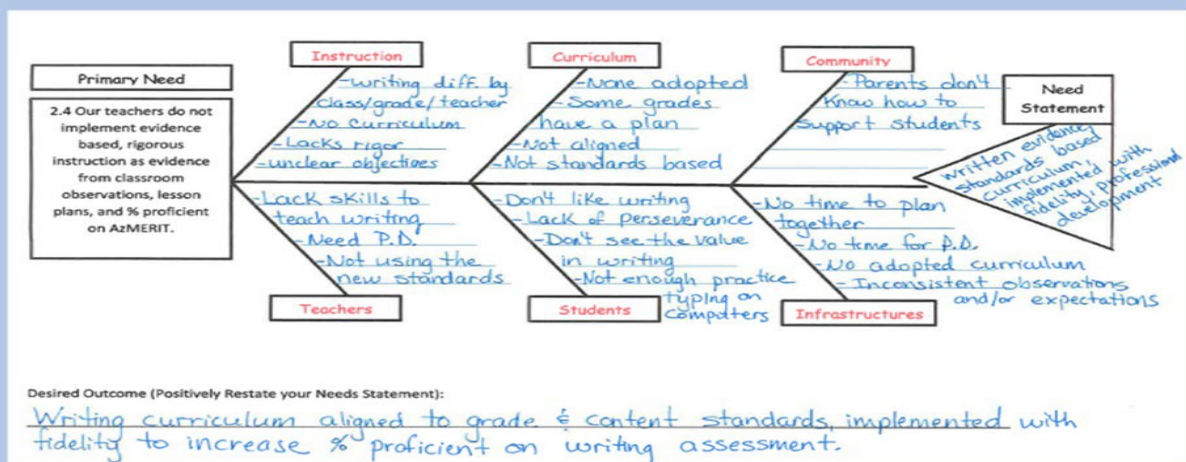 Primary Need
2.4 Our teachers do not
implement evidence
based, rigorous
instruction as evidence
from classroom
observations, lesson
plans, and % proficient
on AzMERIT.
Instruction
-writing diff. by
class/grade/teacher
-No curriculum
-Lacks rigor
-unclear objectives
Curriculum
-None adopted
-Some grades
have a plan
-Not aligned
-Not standards based
Community
-Parents don't
Know how to
Support students
Need
Statement
written evidence,
standards based
curriculum,
implemented with
fidelity, professional
development
-Lack skills to
teach writing
-Need P.D.
-Not using the
new standards
Teachers
-Don't like writing
-Lack of perseverance
-Don't see the value
in writing
-Not enough practice
typing on
computers
Students
-No time to plan
together
-No time for P.D.
-No adopted curriculum
-Inconsistent observations
and/or expectations
Infrastructures
Desired Outcome (Positively Restate your Needs Statement):
Writing curriculum aligned to grade & content standards, implemented with
fidelity to increase % proficient on writing assessment.